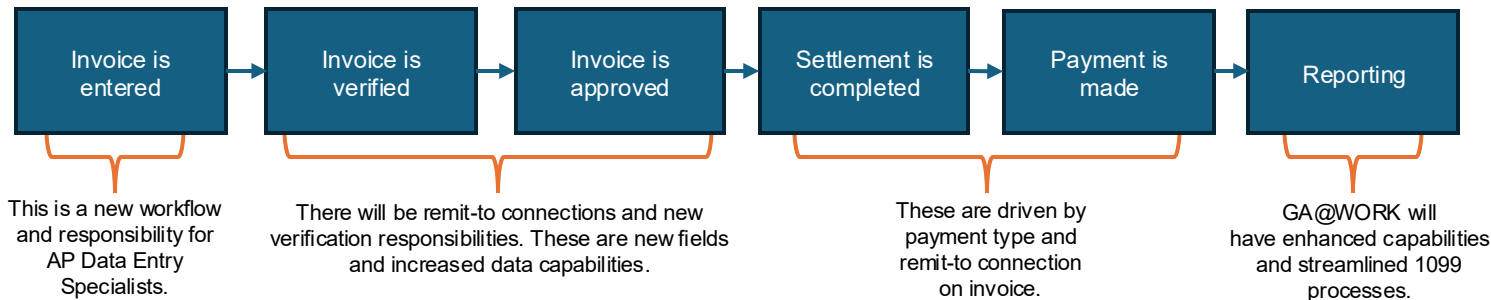 Invoice is
entered
Invoice is
verified
Invoice is
approved
Settlement is
completed
Payment is
made
Reporting
This is a new workflow
and responsibility for
AP Data Entry
Specialists.
There will be remit-to connections and new
verification responsibilities. These are new fields
and increased data capabilities.
These are driven by
payment type and
remit-to connection
on invoice.
GA@WORK will
have enhanced capabilities
and streamlined 1099
processes.